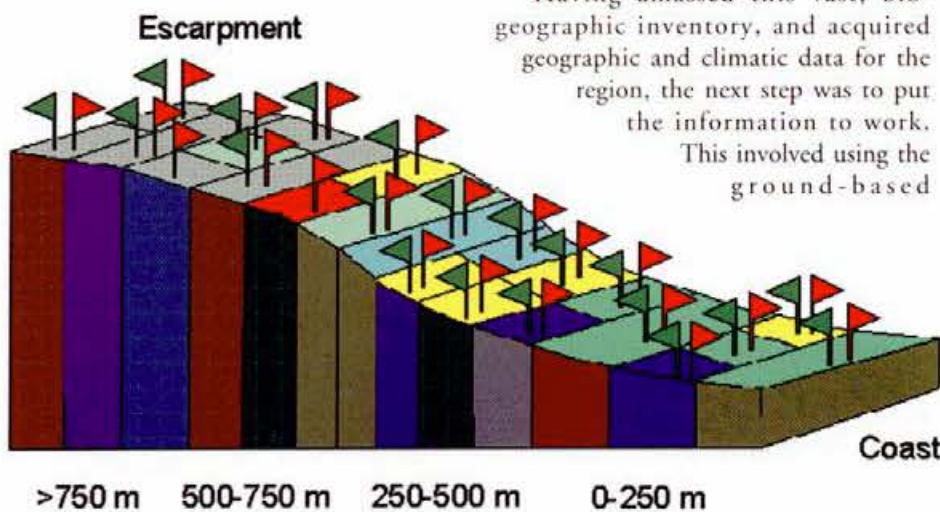 Escarpment
geographic inventory, and acquired
geographic and climatic data for the
region, the next step was to put
the information to work.
This involved using the
ground-based
Coast
>750 m 500-750 m 250-500 m 0-250 m